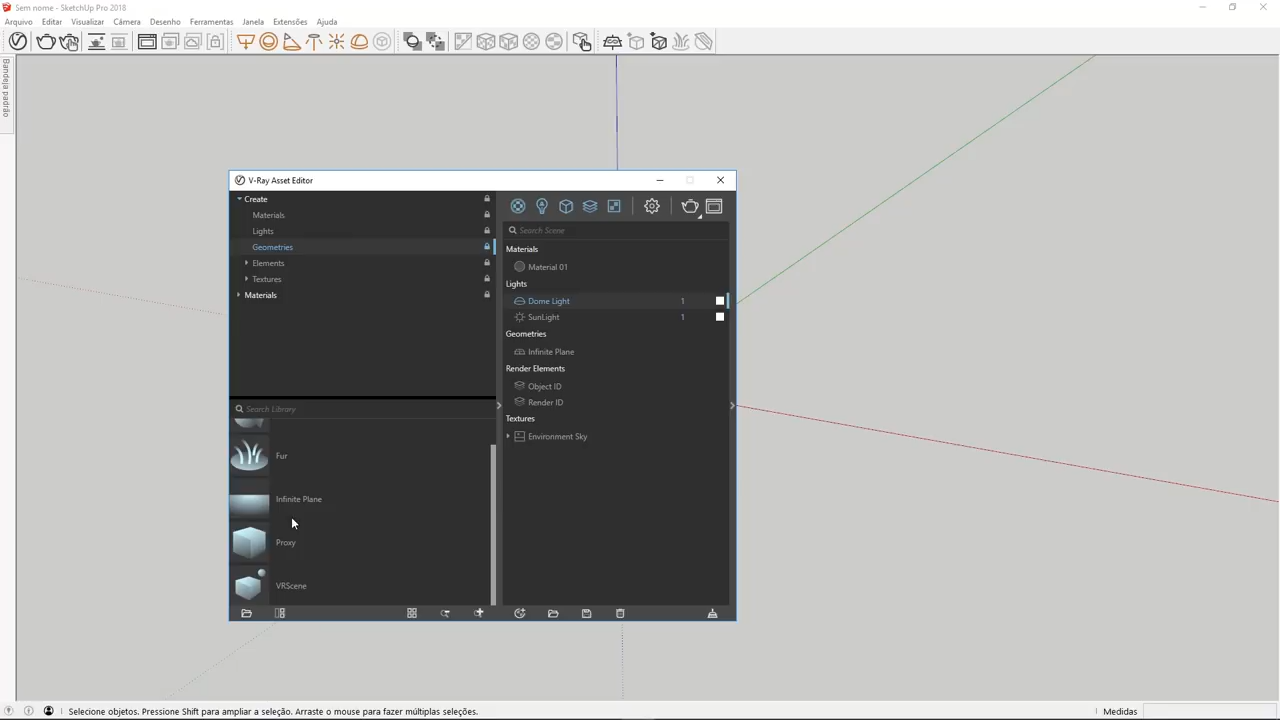 Sem nome - SketchUp Pro 2018
Arquivo Editar Visualizar Câmera Desenho Ferramentas Janela Extensões Ajuda
Bandeja padrão
V-Ray Asset Editor
Create
Materials
Lights
Geometries
Elements
Textures
Materials
Search Library
Fur
Infinite Plane
Proxy
VRScene
Search Scene
Materials
Material 01
Lights
Dome Light 1
SunLight 1
Geometries
Infinite Plane
Render Elements
Object ID
Render ID
Textures
Environment Sky
Selecione objetos. Pressione Shift para ampliar a seleção. Arraste o mouse para fazer múltiplas seleções.
Medidas